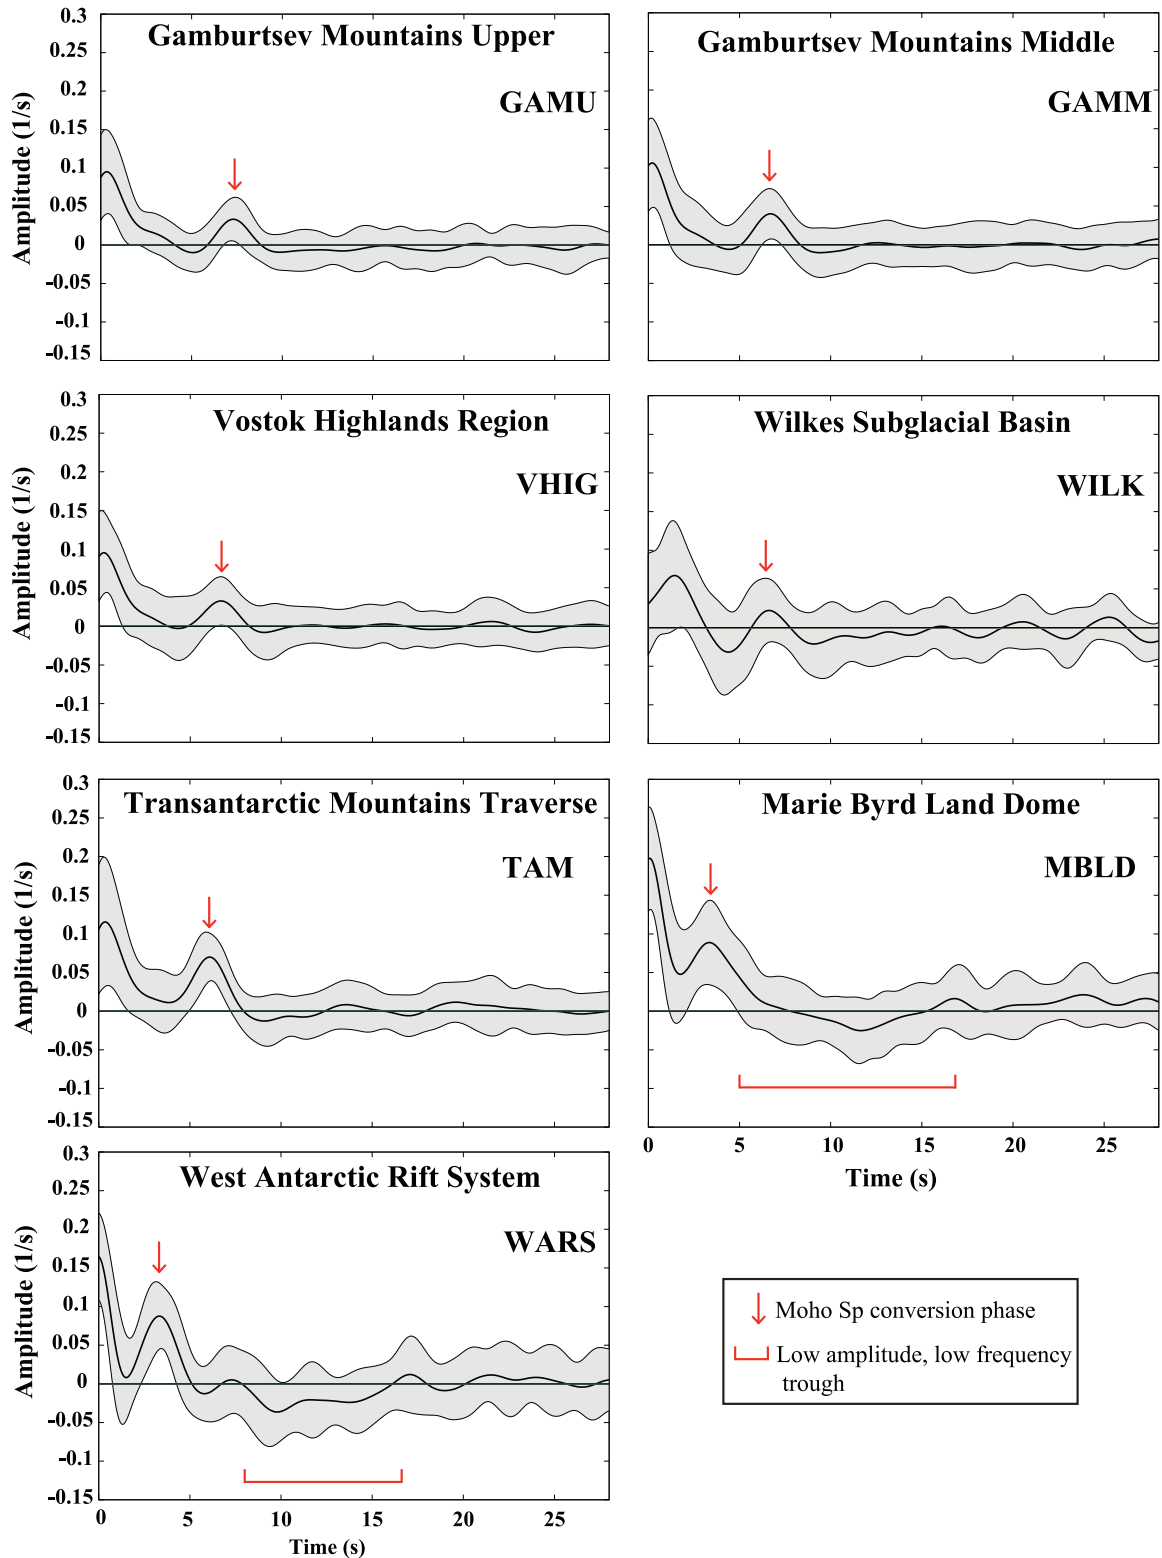 Gamburtsev Mountains Upper
GAMU
Amplitude (1/s)
0.3
0.25
0.2
0.15
0.1
0.05
0
-0.05
-0.1
-0.15
Gamburtsev Mountains Middle
GAMM
Vostok Highlands Region
VHIG
Amplitude (1/s)
0.3
0.25
0.2
0.15
0.1
0.05
0
-0.05
-0.1
-0.15
Wilkes Subglacial Basin
WILK
Transantarctic Mountains Traverse
TAM
Amplitude (1/s)
0.3
0.25
0.2
0.15
0.1
0.05
0
-0.05
-0.1
-0.15
Marie Byrd Land Dome
MBLD
0 5 10 15 20 25
Time (s)
West Antarctic Rift System
WARS
Amplitude (1/s)
0.3
0.25
0.2
0.15
0.1
0.05
0
-0.05
-0.1
-0.15
0 5 10 15 20 25
Time (s)
Moho Sp conversion phase
Low amplitude, low frequency
trough